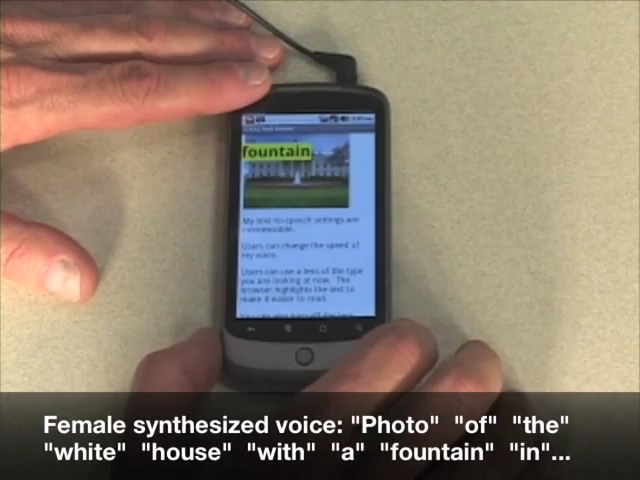 fountain
My text-to-speech settings are
customizable.
Users can change the speed of
my voice.
Users can use a lens of the type
you are looking at now. The
browser highlights the text to
make it easier to read.
Female synthesized voice: "Photo" "of" "the"
"white" "house" "with" "a" "fountain" "in"...